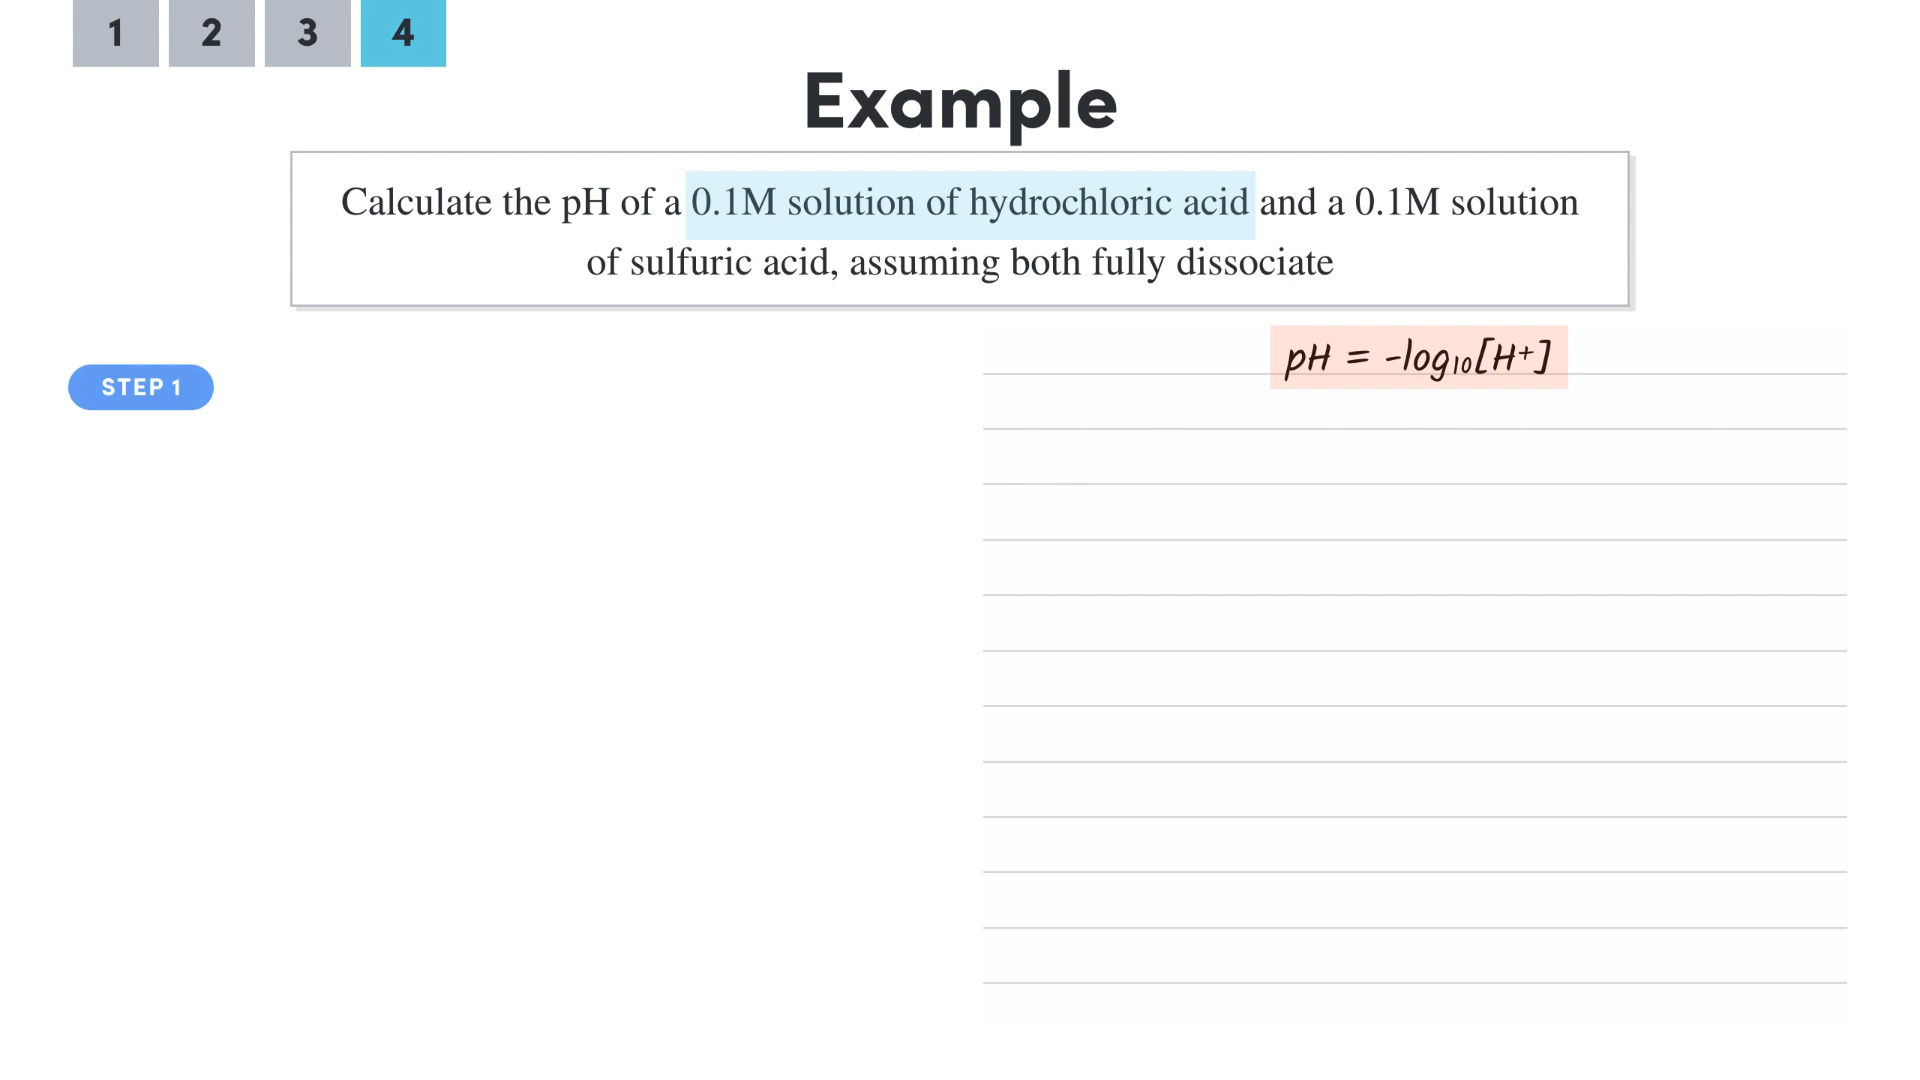 1 2 3 4
Example
Calculate the pH of a 0.1M solution of hydrochloric acid and a 0.1M solution
of sulfuric acid, assuming both fully dissociate
pH = -log₁₀[H⁺]
STEP 1